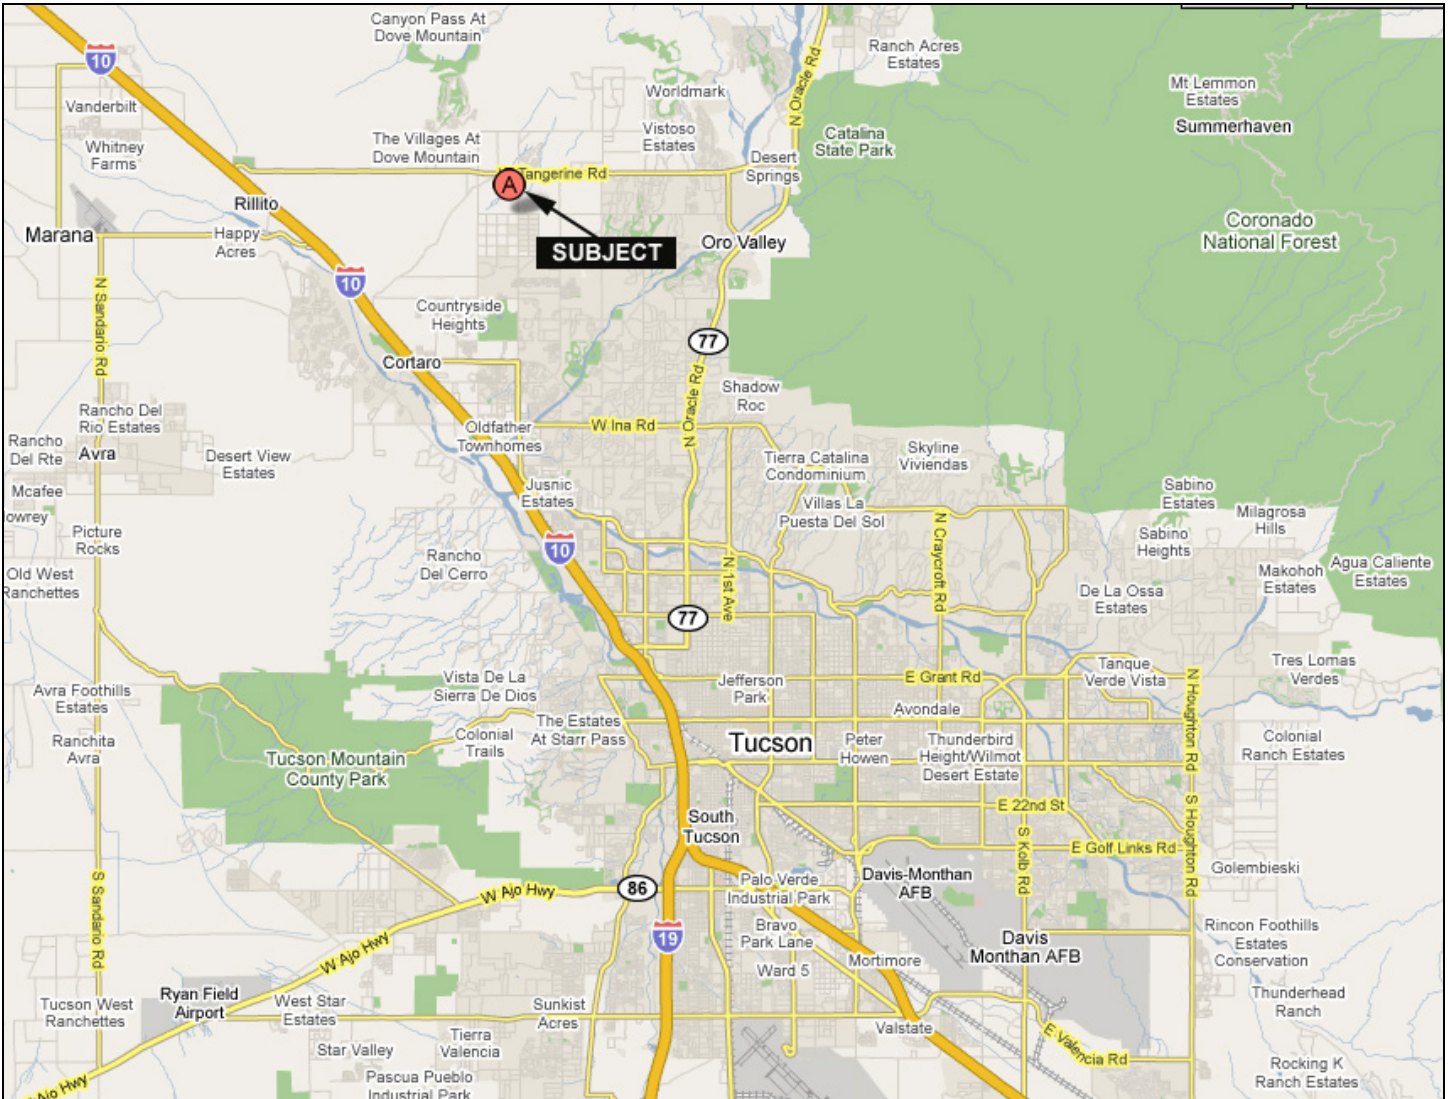 Canyon Pass At
Dove Mountain
Ranch Acres
Estates
10
N Oracle Rd
Mt Lemmon
Estates
Summerhaven
Vanderbilt
Worldmark
Whitney
Farms
The Villages At
Dove Mountain
Vistoso
Estates
Catalina
State Park
Desert
Springs
Tangerine Rd
A
Rillito
Marana
Happy
Acres
SUBJECT
Oro Valley
Coronado
National Forest
10
N Sandario Rd
Countryside
Heights
77
Cortaro
N Oracle Rd
Shadow
Roc
Rancho Del
Rio Estates
Rancho
Del Rte
Avra
Desert View
Estates
Oldfather
Townhomes
W Ina Rd
Tierra Catalina
Condominium
Skyline
Viviendas
Mcafee
lowrey
Jusnic
Estates
Villas La
Puesta Del Sol
Sabino
Estates
Milagrosa
Hills
Picture
Rocks
10
Rancho
Del Cerro
N Craycroft Rd
Sabino
Heights
Old West
Ranchettes
N 1st Ave
De La Ossa
Estates
Makohoh
Estates
Agua Caliente
Estates
77
Avra Foothills
Estates
Vista De La
Sierra De Dios
Jefferson
Park
E Grant Rd
Tanque
Verde Vista
Tres Lomas
Verdes
N Houghton Rd
Ranchita
Avra
Tucson Mountain
County Park
Colonial
Trails
The Estates
At Starr Pass
Avondale
Tucson
Peter
Howen
Thunderbird
Height/Wilmot
Desert Estate
Colonial
Ranch Estates
South
Tucson
E 22nd St
S Kolb Rd
E Golf Links Rd
S Houghton Rd
Golembieski
S Sandario Rd
W Ajo Hwy
86
Palo Verde
Industrial Park
Davis-Monthan
AFB
W Ajo Hwy
19
Bravo
Park Lane
Davis
Monthan AFB
Rincon Foothills
Estates
Conservation
Ward 5
Mortimore
Tucson West
Ranchettes
Ryan Field
Airport
West Star
Estates
Sunkist
Acres
Valstate
Thunderhead
Ranch
Star Valley
Tierra
Valencia
E Valencia Rd
Ajo Hwy
Pascua Pueblo
Industrial Park
Rocking K
Ranch Estates